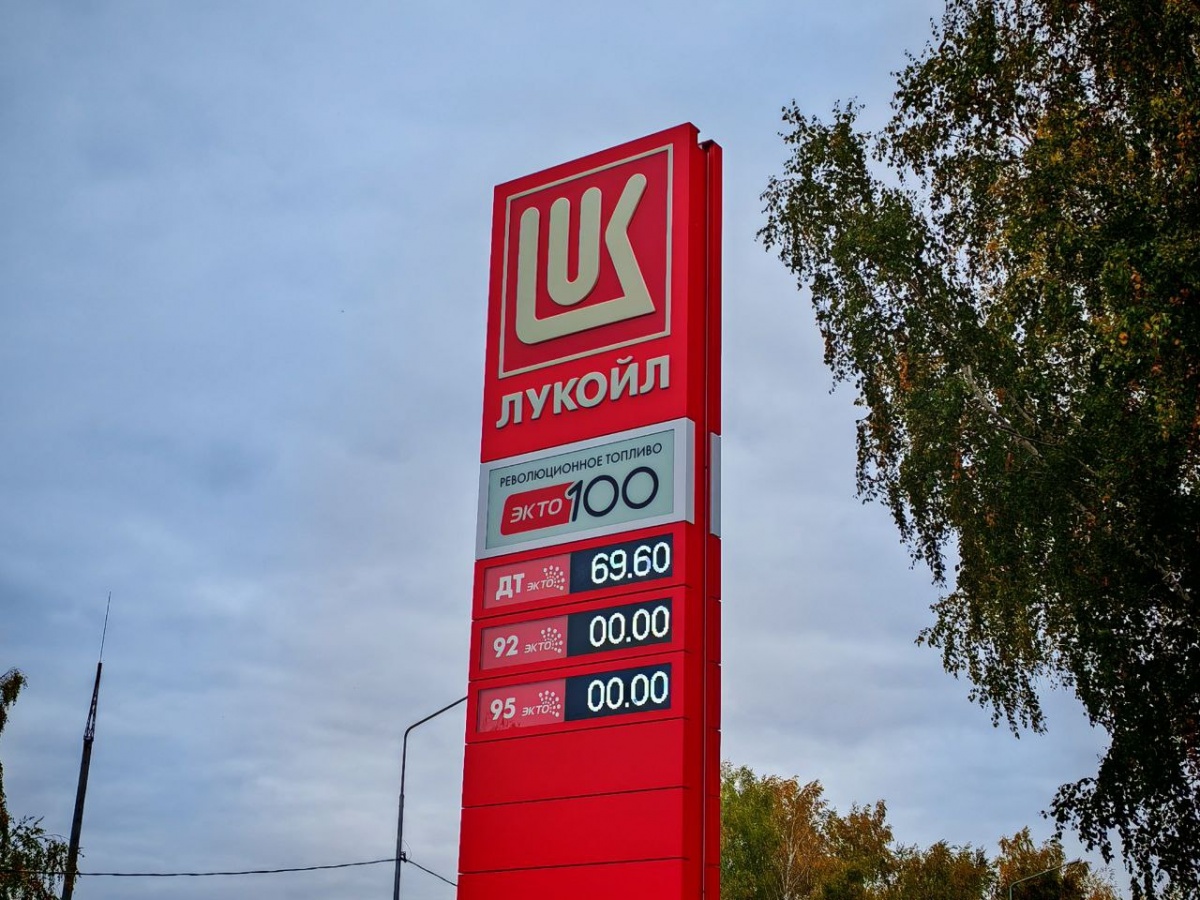 LUK
ЛУКОЙЛ
РЕВОЛЮЦИОННОЕ ТОПЛИВО
ЭКТО 100
ДТ ЭКТО 69.60
92 ЭКТО 00.00
95 ЭКТО 00.00